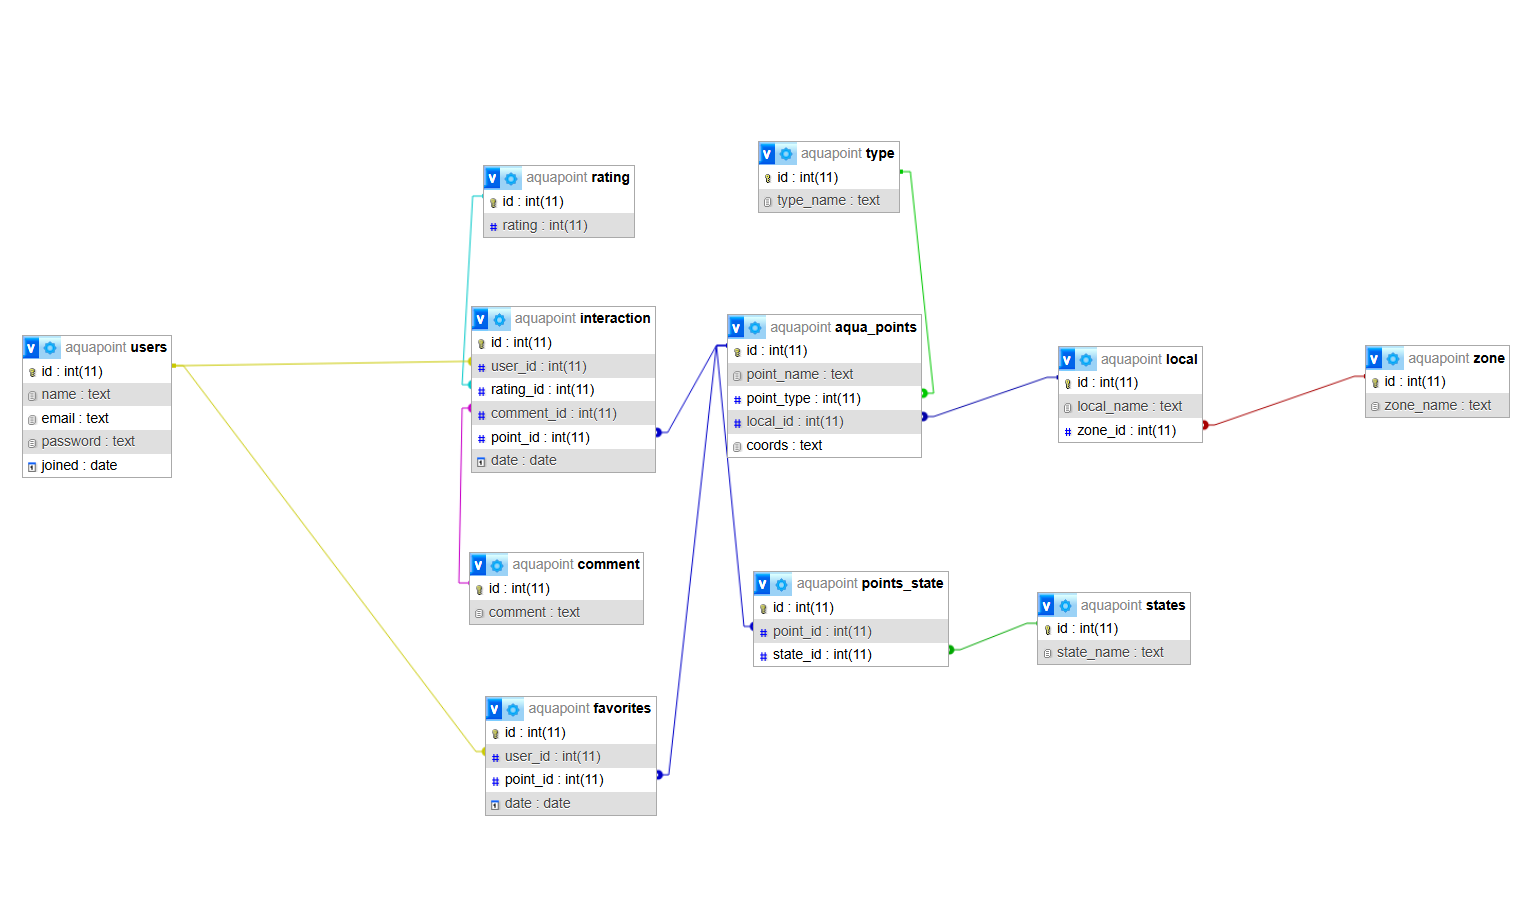 aquapoint users
id : int(11)
name : text
email : text
password : text
joined : date
aquapoint rating
id : int(11)
rating : int(11)
aquapoint interaction
id : int(11)
user_id : int(11)
rating_id : int(11)
comment_id : int(11)
point_id : int(11)
date : date
aquapoint comment
id : int(11)
comment : text
aquapoint favorites
id : int(11)
user_id : int(11)
point_id : int(11)
date : date
aquapoint type
id : int(11)
type_name : text
aquapoint aqua_points
id : int(11)
point_name : text
point_type : int(11)
local_id : int(11)
coords : text
aquapoint points_state
id : int(11)
point_id : int(11)
state_id : int(11)
aquapoint local
id : int(11)
local_name : text
zone_id : int(11)
aquapoint states
id : int(11)
state_name : text
aquapoint zone
id : int(11)
zone_name : text